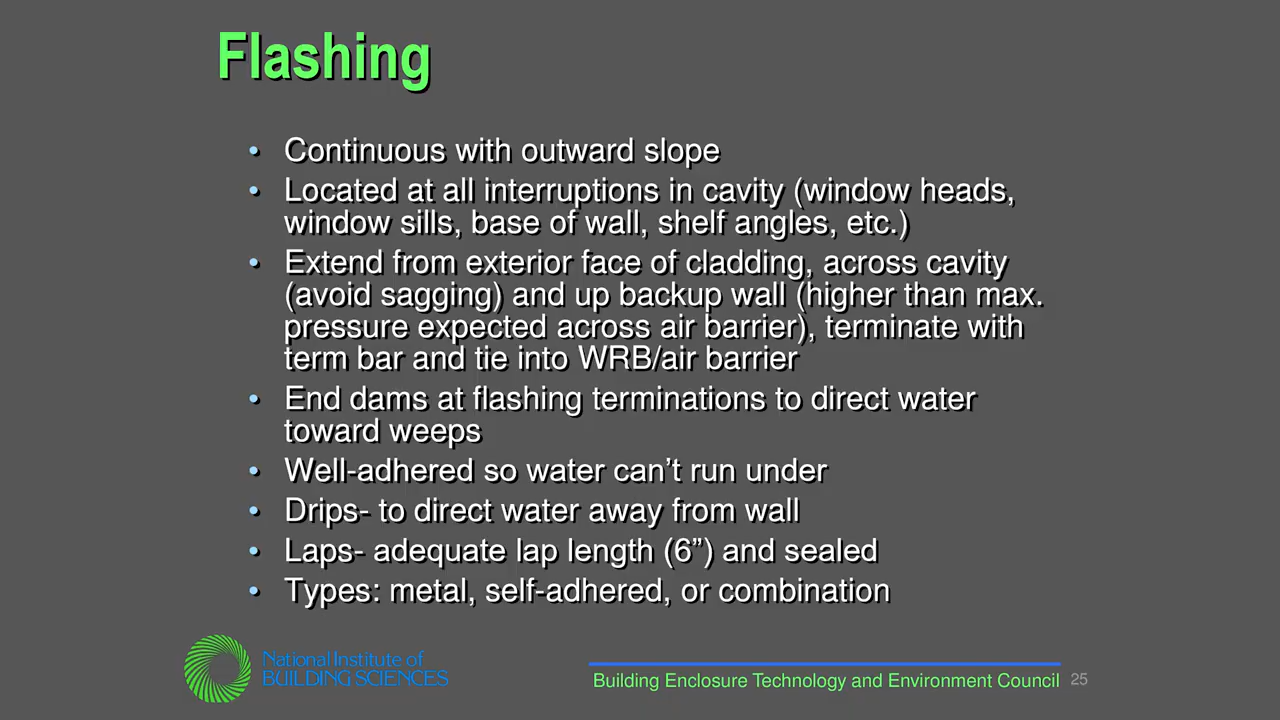 Flashing
• Continuous with outward slope
• Located at all interruptions in cavity (window heads,
window sills, base of wall, shelf angles, etc.)
• Extend from exterior face of cladding, across cavity
(avoid sagging) and up backup wall (higher than max.
pressure expected across air barrier), terminate with
term bar and tie into WRB/air barrier
• End dams at flashing terminations to direct water
toward weeps
• Well-adhered so water can’t run under
• Drips- to direct water away from wall
• Laps- adequate lap length (6”) and sealed
• Types: metal, self-adhered, or combination
National Institute of
BUILDING SCIENCES
Building Enclosure Technology and Environment Council 25